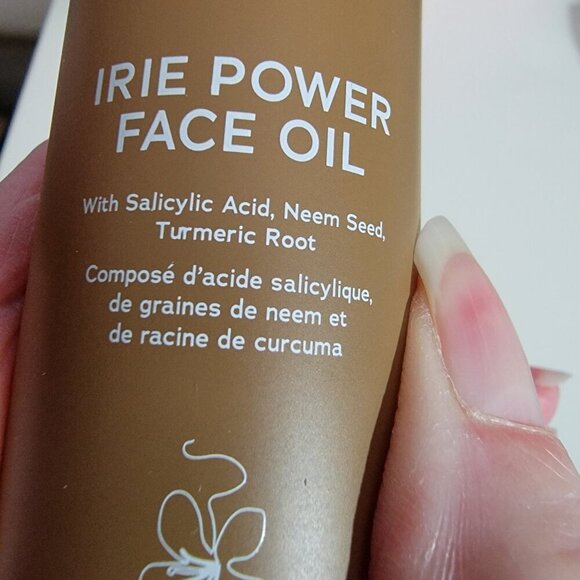 IRIE POWER
FACE OIL
With Salicylic Acid, Neem Seed,
Turmeric Root
Composé d'acide salicylique,
de graines de neem et
de racine de curcuma